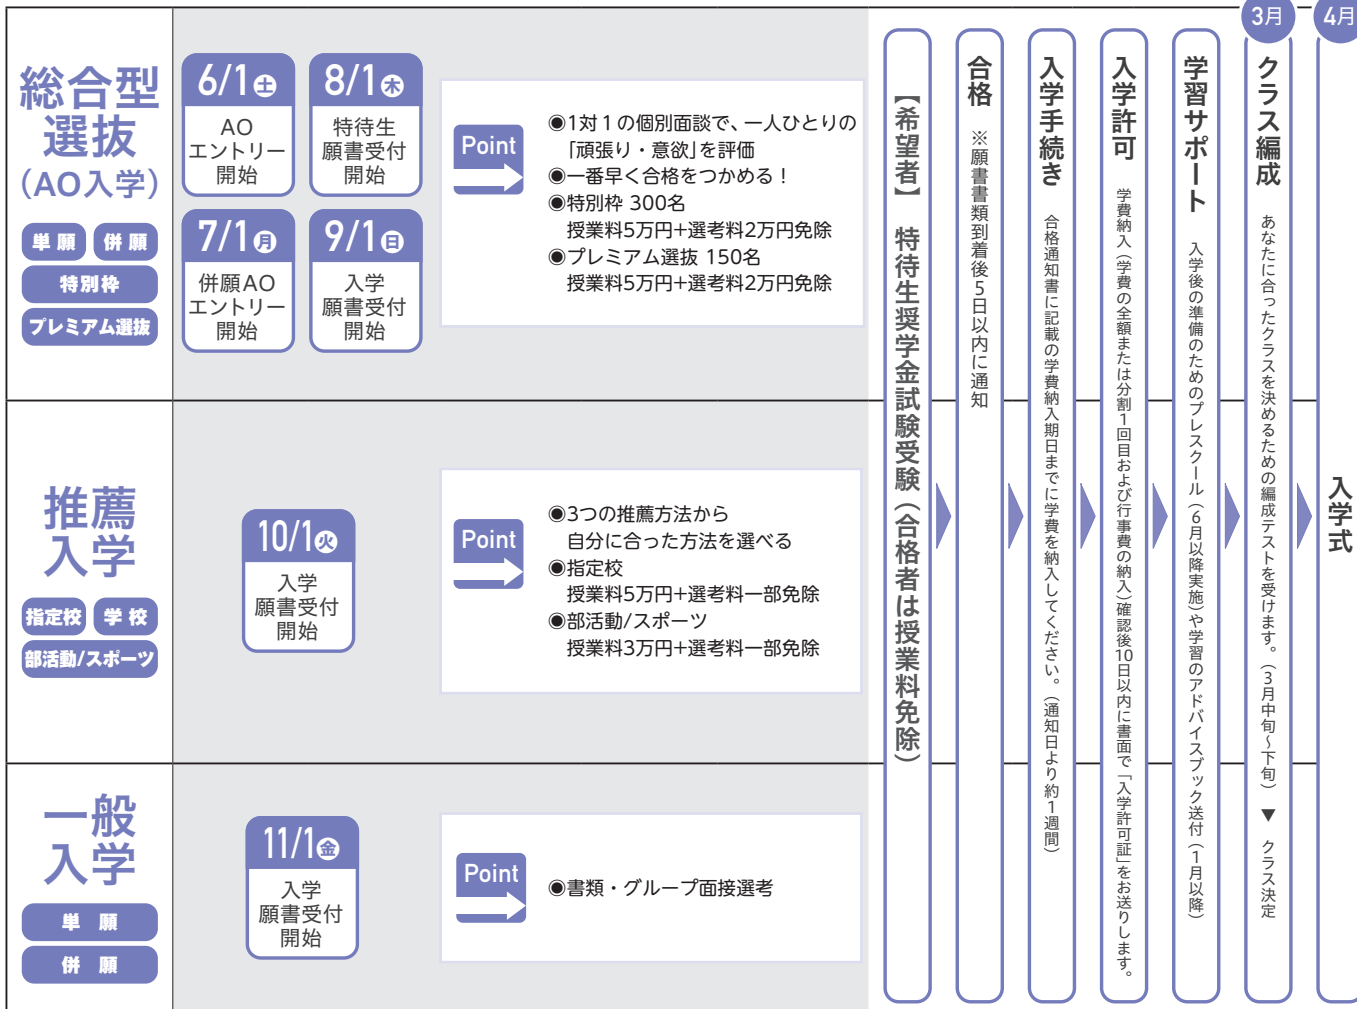 総合型
選抜
（AO入学）
単願 併願
特別枠
プレミアム選抜
6/1土
AO
エントリー
開始
8/1木
特待生
願書受付
開始
7/1月
併願AO
エントリー
開始
9/1日
入学
願書受付
開始
Point
◉1対1の個別面談で、一人ひとりの
「頑張り・意欲」を評価
◉一番早く合格をつかめる！
◉特別枠 300名
授業料5万円+選考料2万円免除
◉プレミアム選抜 150名
授業料5万円+選考料2万円免除
推薦
入学
指定校 学校
部活動/スポーツ
10/1火
入学
願書受付
開始
Point
◉3つの推薦方法から
自分に合った方法を選べる
◉指定校
授業料5万円+選考料一部免除
◉部活動/スポーツ
授業料3万円+選考料一部免除
一般
入学
単願
併願
11/1金
入学
願書受付
開始
Point
◉書類・グループ面接選考
【希望者】 特待生奨学金試験受験（合格者は授業料免除）
合格 ※願書書類到着後5日以内に通知
入学手続き 合格通知書に記載の学費納入期日までに学費を納入してください。（通知日より約1週間）
入学許可 学費納入（学費の全額または分割1回目および行事費の納入）確認後10日以内に書面で「入学許可証」をお送りします。
学習サポート 入学後の準備のためのプレスクール（6月以降実施）や学習のアドバイスブック送付（1月以降）
3月
クラス編成 あなたに合ったクラスを決めるための編成テストを受けます。（3月中旬～下旬）▼ クラス決定
4月
入学式